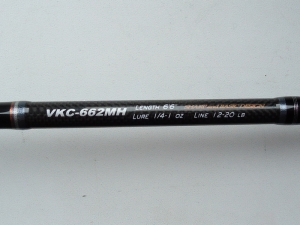 VKC-662MH
LENGTH 6'6"
LURE 1/4-1 OZ LINE 12-20 LB